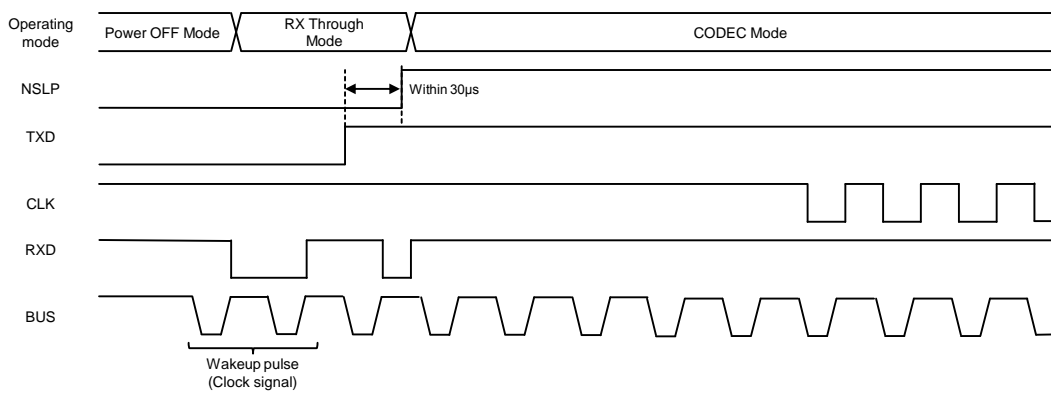 Operating
mode
Power OFF Mode
RX Through
Mode
CODEC Mode
NSLP
Within 30μs
TXD
CLK
RXD
BUS
Wakeup pulse
(Clock signal)